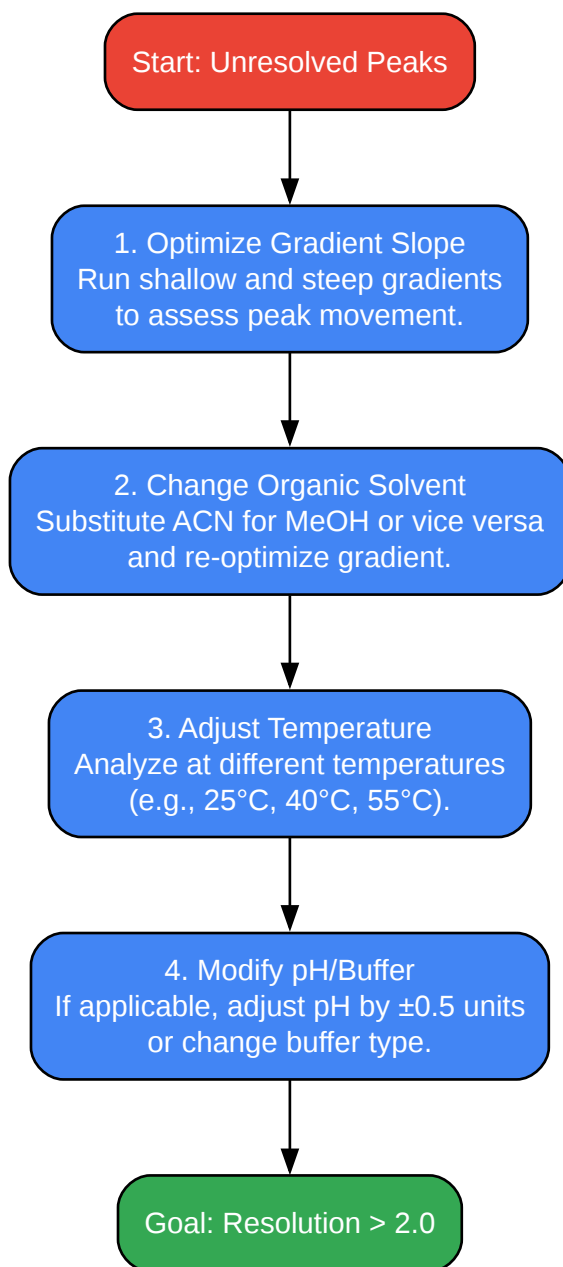 Start: Unresolved Peaks
1. Optimize Gradient Slope
Run shallow and steep gradients
to assess peak movement.
2. Change Organic Solvent
Substitute ACN for MeOH or vice versa
and re-optimize gradient.
3. Adjust Temperature
Analyze at different temperatures
(e.g., 25°C, 40°C, 55°C).
4. Modify pH/Buffer
If applicable, adjust pH by ±0.5 units
or change buffer type.
Goal: Resolution > 2.0